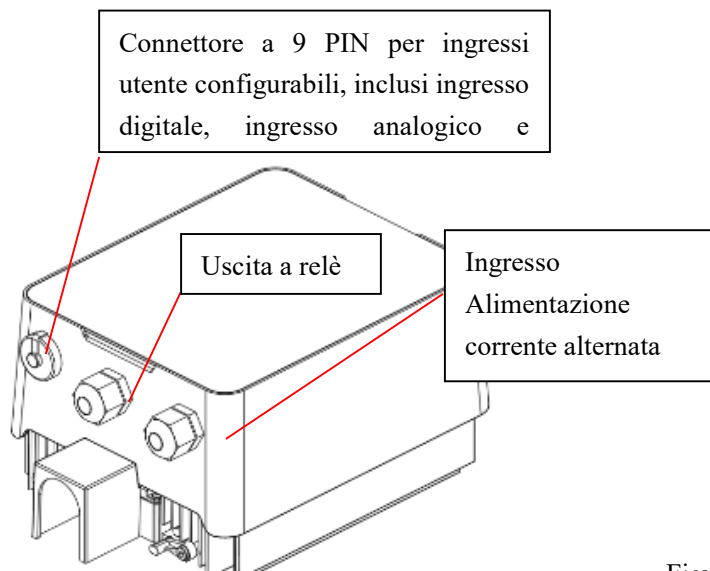 Connettore a 9 PIN per ingressi
utente configurabili, inclusi ingresso
digitale, ingresso analogico e
Uscita a relè
Ingresso
Alimentazione
corrente alternata